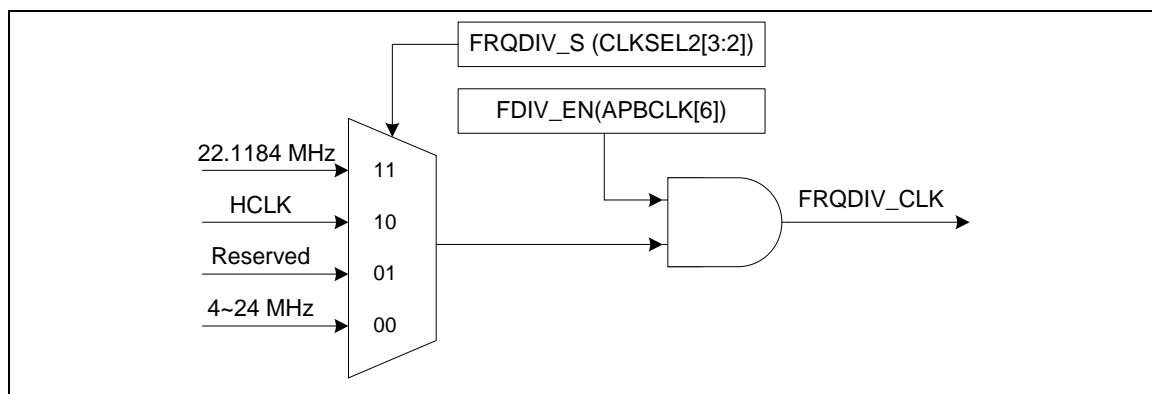 FRQDIV_S (CLKSEL2[3:2])
FDIV_EN(APBCLK[6])
22.1184 MHz
11
HCLK
10
Reserved
01
4~24 MHz
00
FRQDIV_CLK